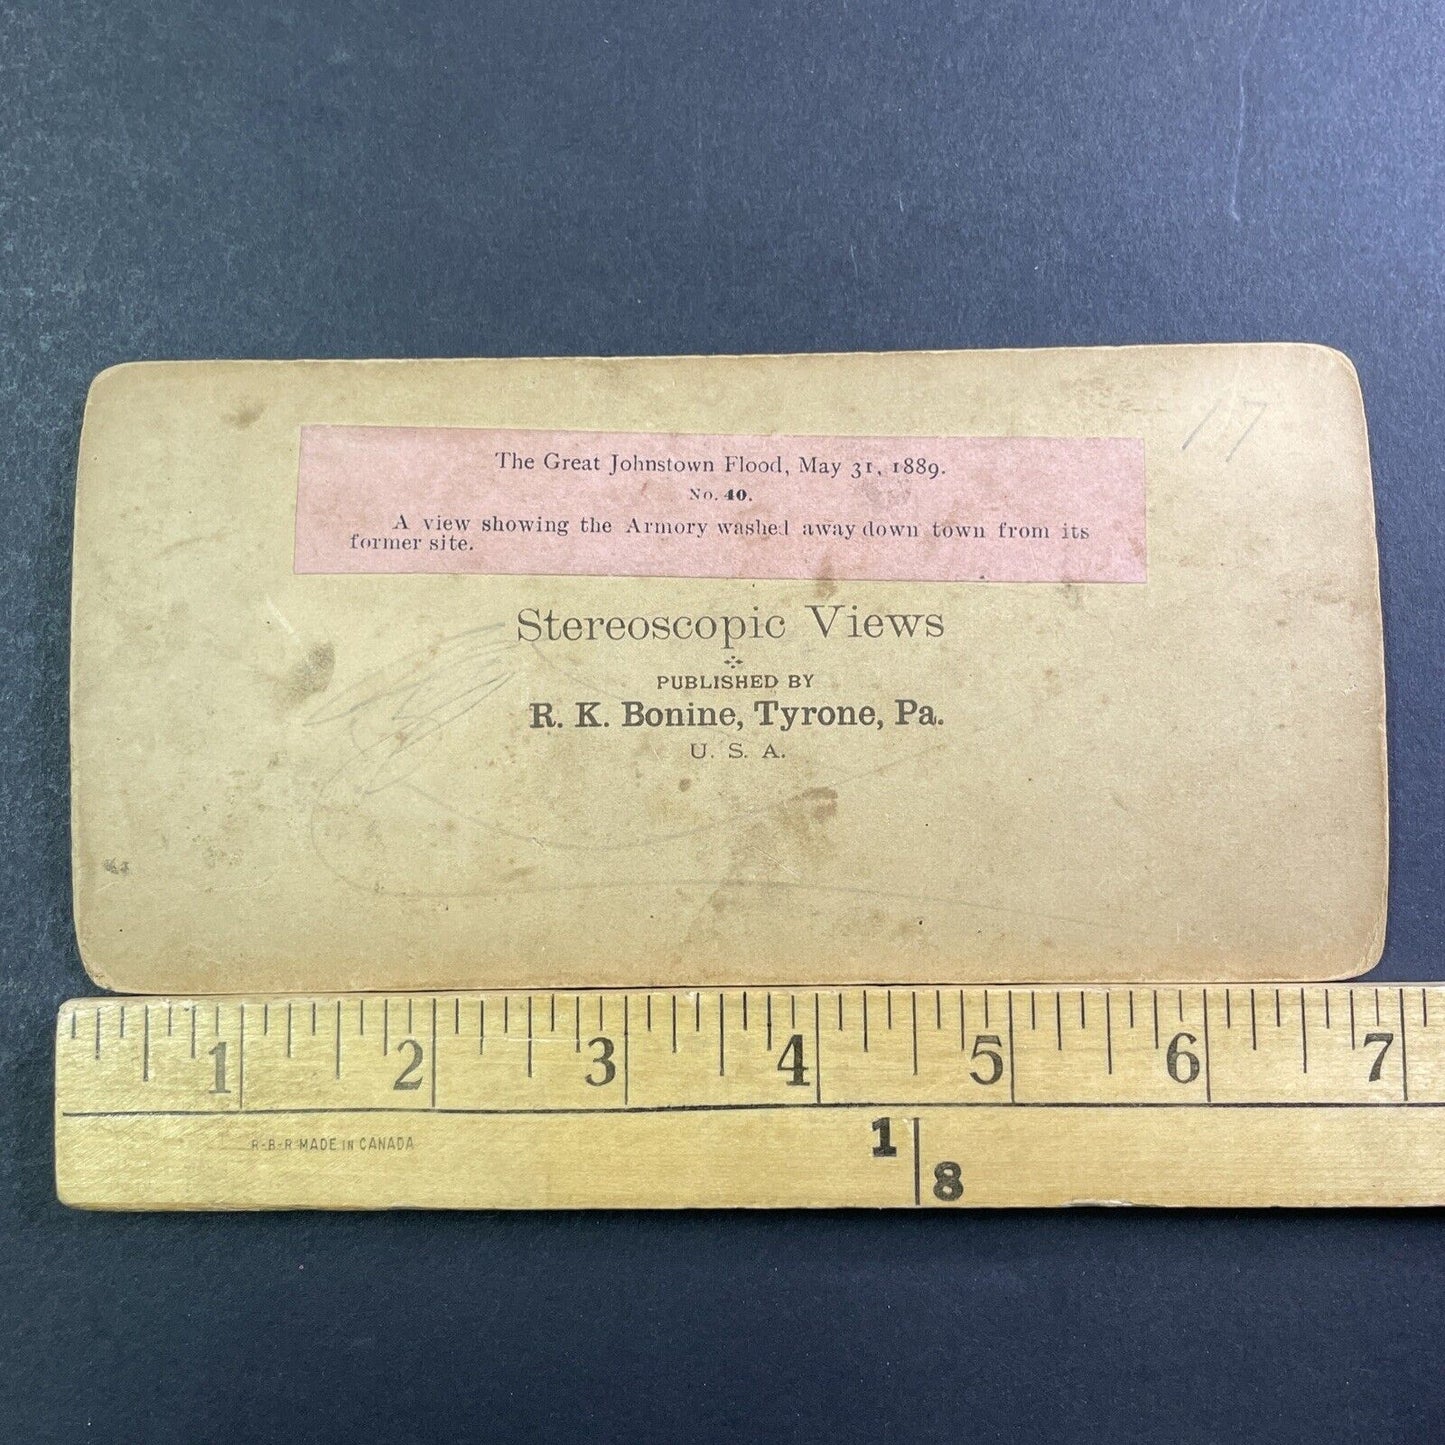 17
The Great Johnstown Flood, May 31, 1889.
No. 40.
A view showing the Armory washed away down town from its
former site.
Stereoscopic Views
PUBLISHED BY
R. K. Bonine, Tyrone, Pa.
U. S. A.
1 2 3 4 5 6 7
R-B-R MADE IN CANADA
1
8